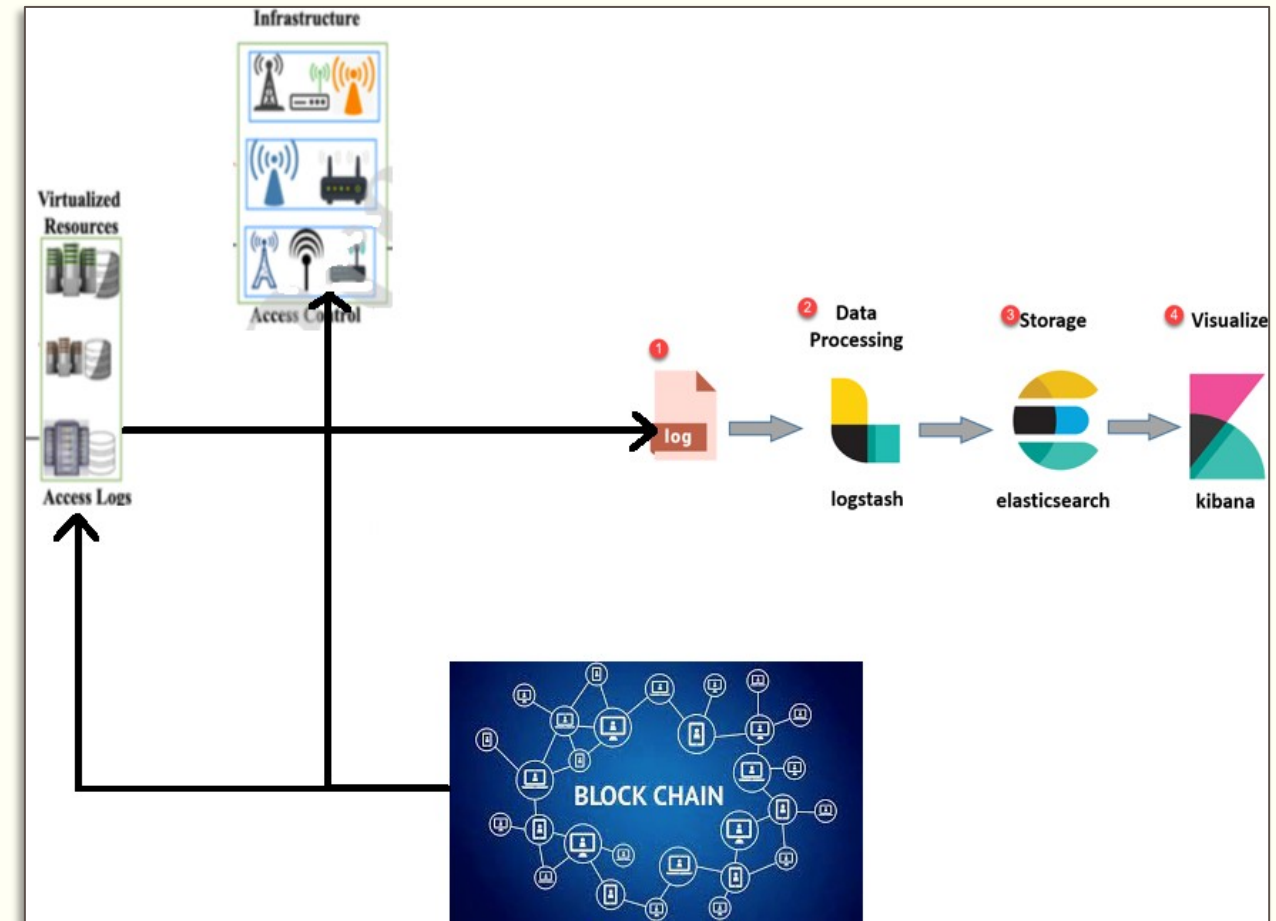 Infrastructure
Access Control
Virtualized
Resources
Access Logs
1
log
2
Data
Processing
logstash
3
Storage
elasticsearch
4
Visualize
kibana
BLOCK CHAIN